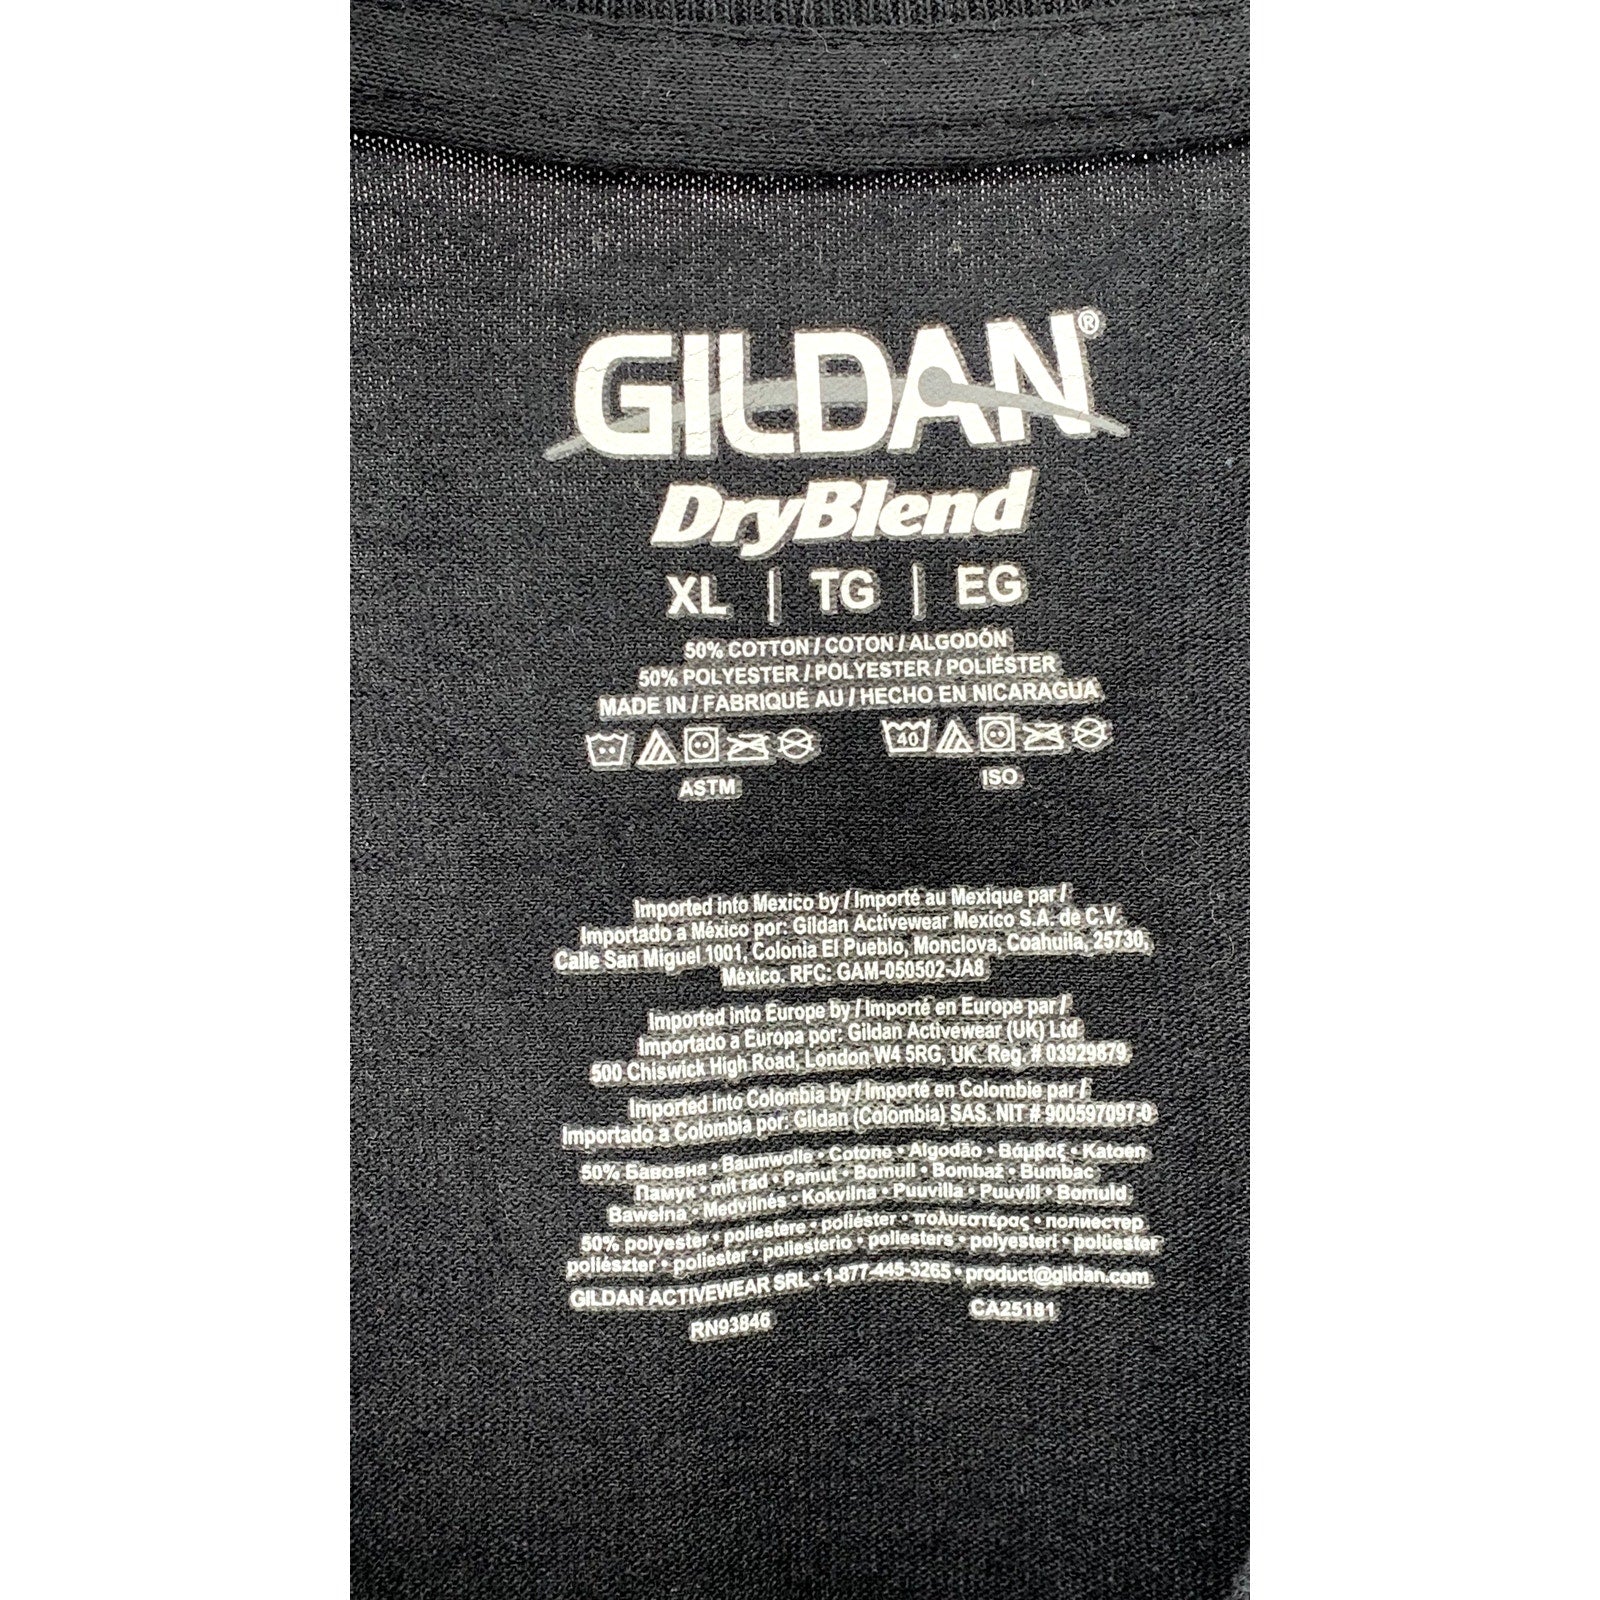 GILDAN®
DryBlend
XL | TG | EG
50% COTTON / COTON / ALGODÓN
50% POLYESTER / POLYESTER / POLIÉSTER
MADE IN / FABRIQUÉ AU / HECHO EN NICARAGUA
40
ASTM ISO
Imported into Mexico by / Importé au Mexique par /
Importado a México por: Gildan Activewear Mexico S.A. de C.V.
Calle San Miguel 1001, Colonia El Pueblo, Monclova, Coahuila, 25730,
México. RFC: GAM-050502-JA8
Imported into Europe by / Importé en Europe par /
Importado a Europa por: Gildan Activewear (UK) Ltd
500 Chiswick High Road, London W4 5RG, UK. Reg. # 03929879
Imported into Colombia by / Importé en Colombie par /
Importado a Colombia por: Gildan (Colombia) SAS. NIT # 900597097-0
50% Бавовна • Baumwolle • Cotone • Algodão • Βάμβαξ • Katoen
Памук • mit rád • Pamut • Bomull • Bombaž • Bumbac
Bawełna • Medvilnés • Kokvilna • Puuvilla • Puuvill • Bomuld
50% polyester • poliestere • poliéster • πολυεστέρας • полиестер
poliészter • poliester • poliesterio • poliesters • polyesteri • polüester
GILDAN ACTIVEWEAR SRL • 1-877-445-3265 • product@gildan.com
RN93846 CA25181